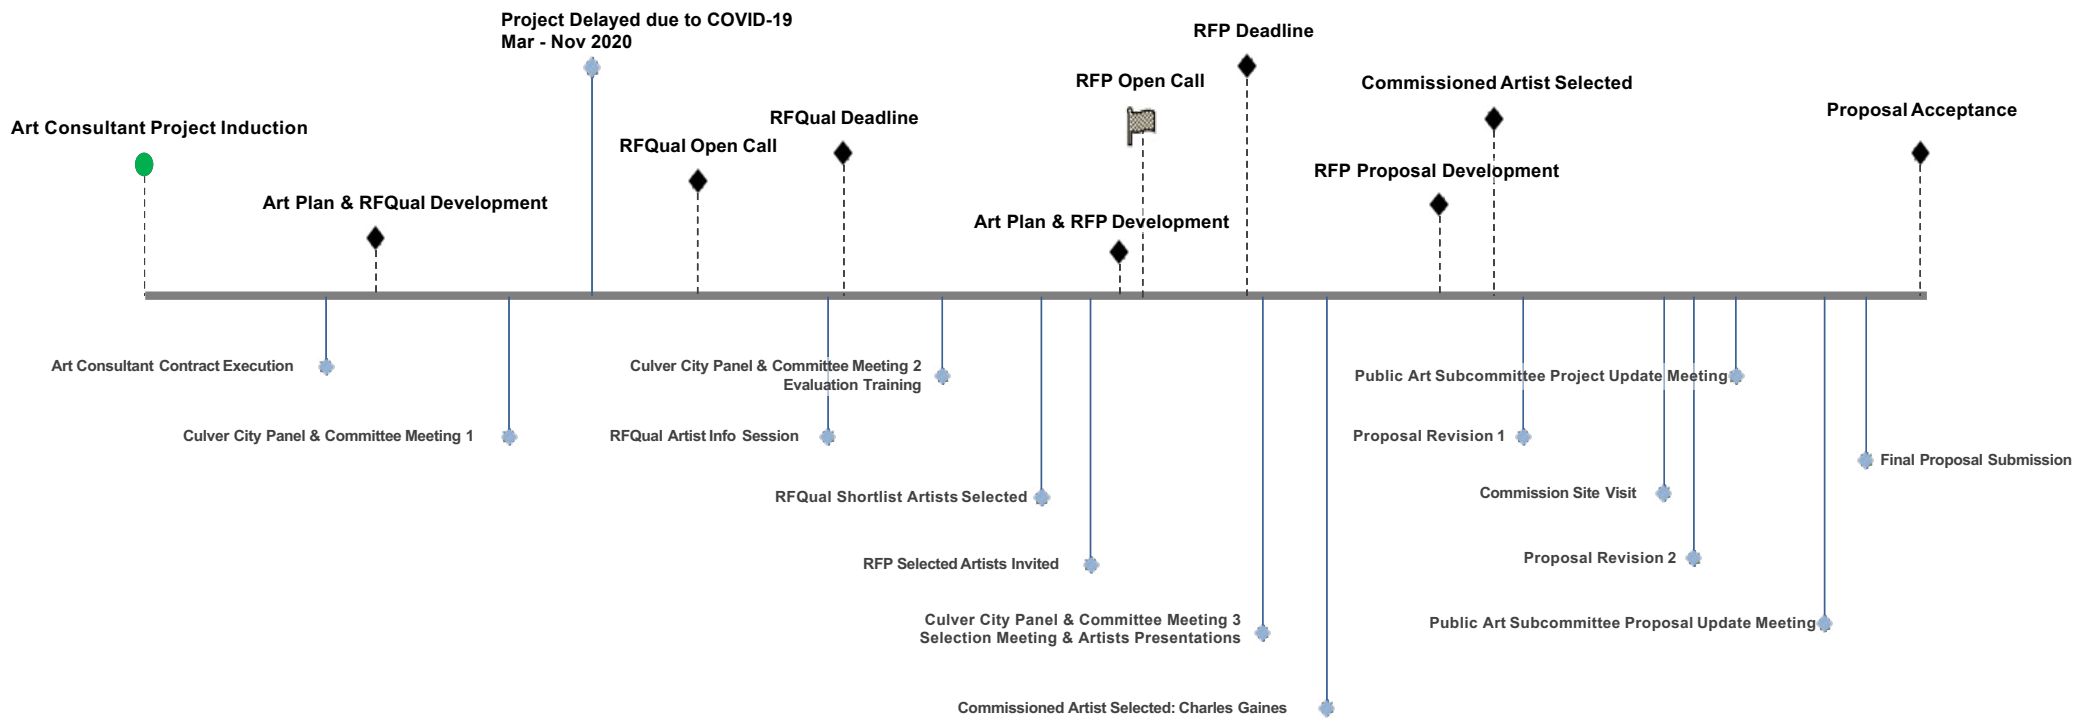 Project Delayed due to COVID-19
Mar - Nov 2020
RFP Deadline
RFP Open Call
Commissioned Artist Selected
Proposal Acceptance
RFQual Deadline
Art Consultant Project Induction
RFQual Open Call
RFP Proposal Development
Art Plan & RFQual Development
Art Plan & RFP Development
Art Consultant Contract Execution
Culver City Panel & Committee Meeting 2
Evaluation Training
Public Art Subcommittee Project Update Meeting
Culver City Panel & Committee Meeting 1
RFQual Artist Info Session
Proposal Revision 1
Final Proposal Submission
RFQual Shortlist Artists Selected
Commission Site Visit
RFP Selected Artists Invited
Proposal Revision 2
Culver City Panel & Committee Meeting 3
Selection Meeting & Artists Presentations
Public Art Subcommittee Proposal Update Meeting
Commissioned Artist Selected: Charles Gaines